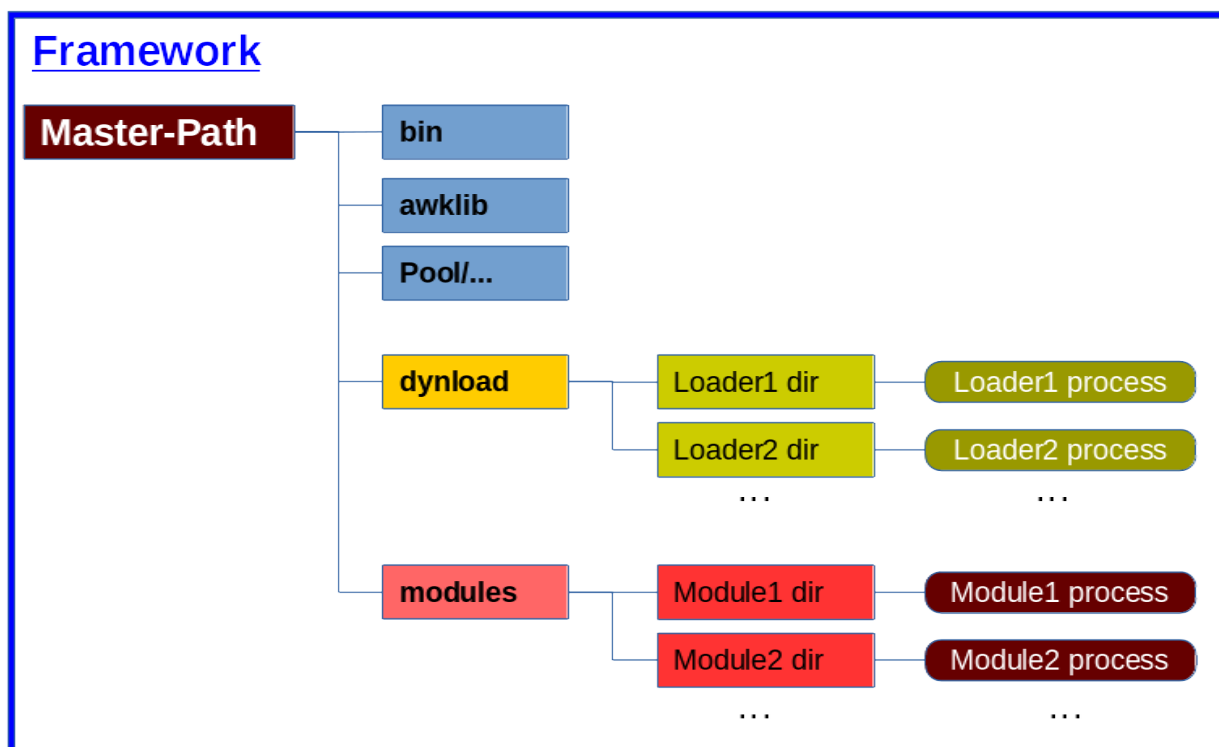 Framework
Master-Path
bin
awklib
Pool/...
dynload
Loader1 dir
Loader1 process
Loader2 dir
Loader2 process
...
...
modules
Module1 dir
Module1 process
Module2 dir
Module2 process
...
...